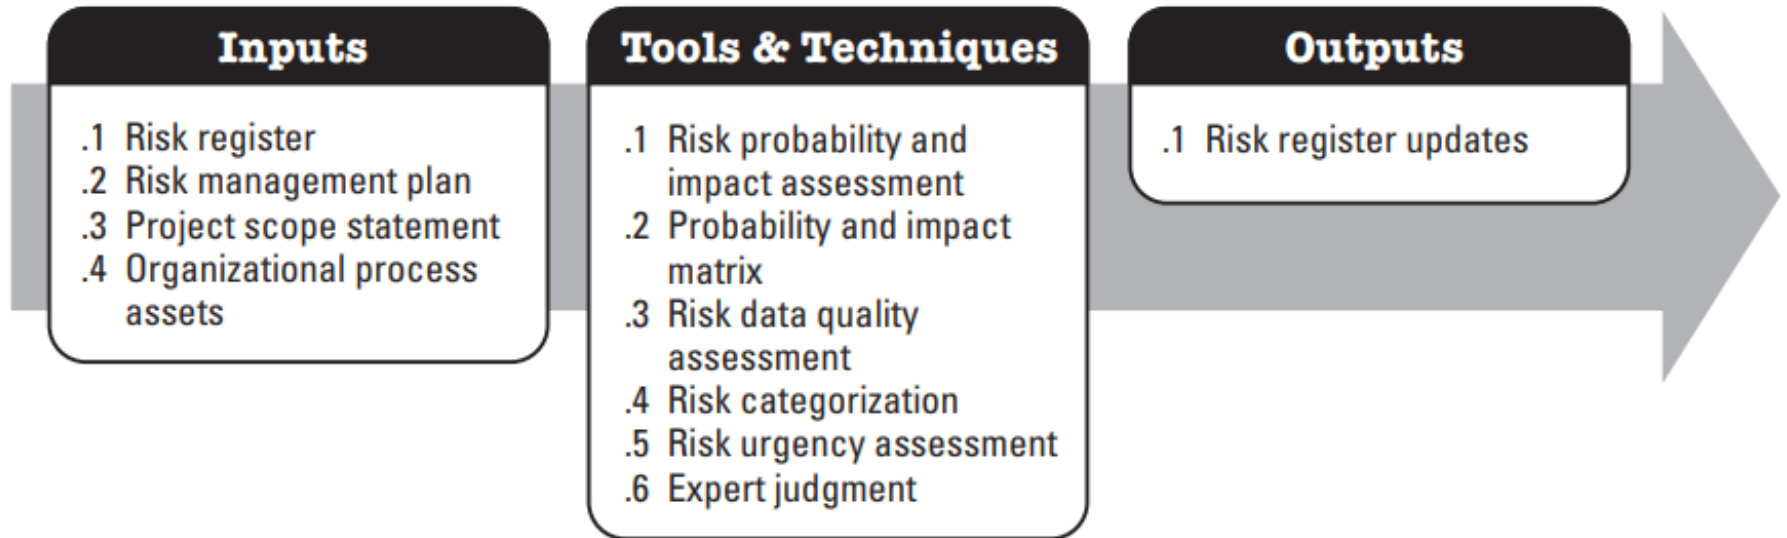 Inputs
.1 Risk register
.2 Risk management plan
.3 Project scope statement
.4 Organizational process
assets
Tools & Techniques
.1 Risk probability and
impact assessment
.2 Probability and impact
matrix
.3 Risk data quality
assessment
.4 Risk categorization
.5 Risk urgency assessment
.6 Expert judgment
Outputs
.1 Risk register updates